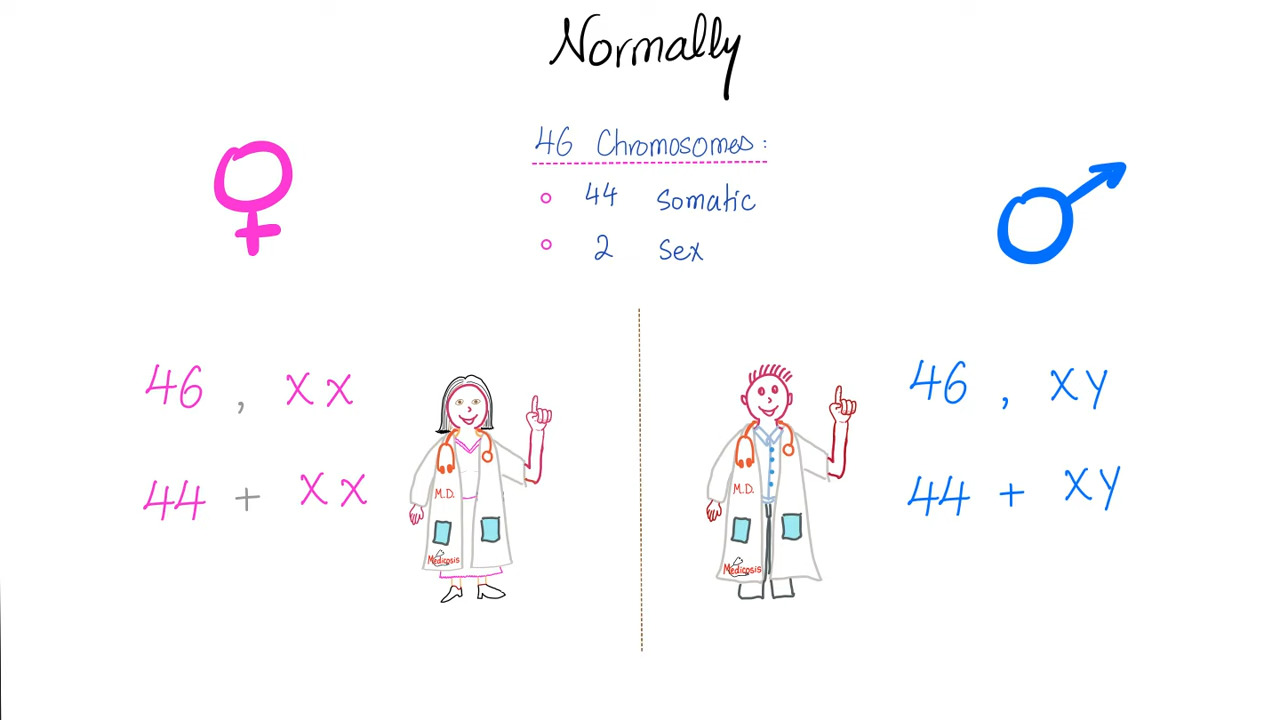 Normally
46 Chromosomes:
44 somatic
2 sex
46, XX
44 + XX
M.D.
Medicosis
46, XY
44 + XY
M.D.
Medicosis